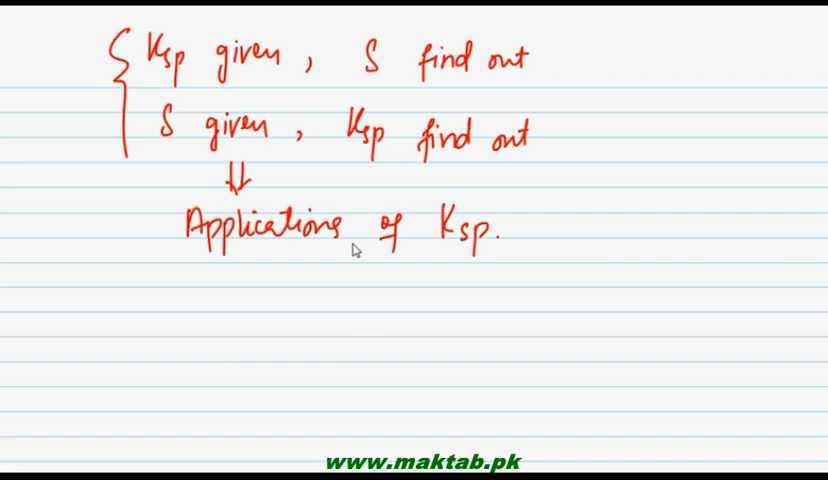 Ksp given, S find out
S given, Ksp find out
⇓
Applications of Ksp.
www.maktab.pk